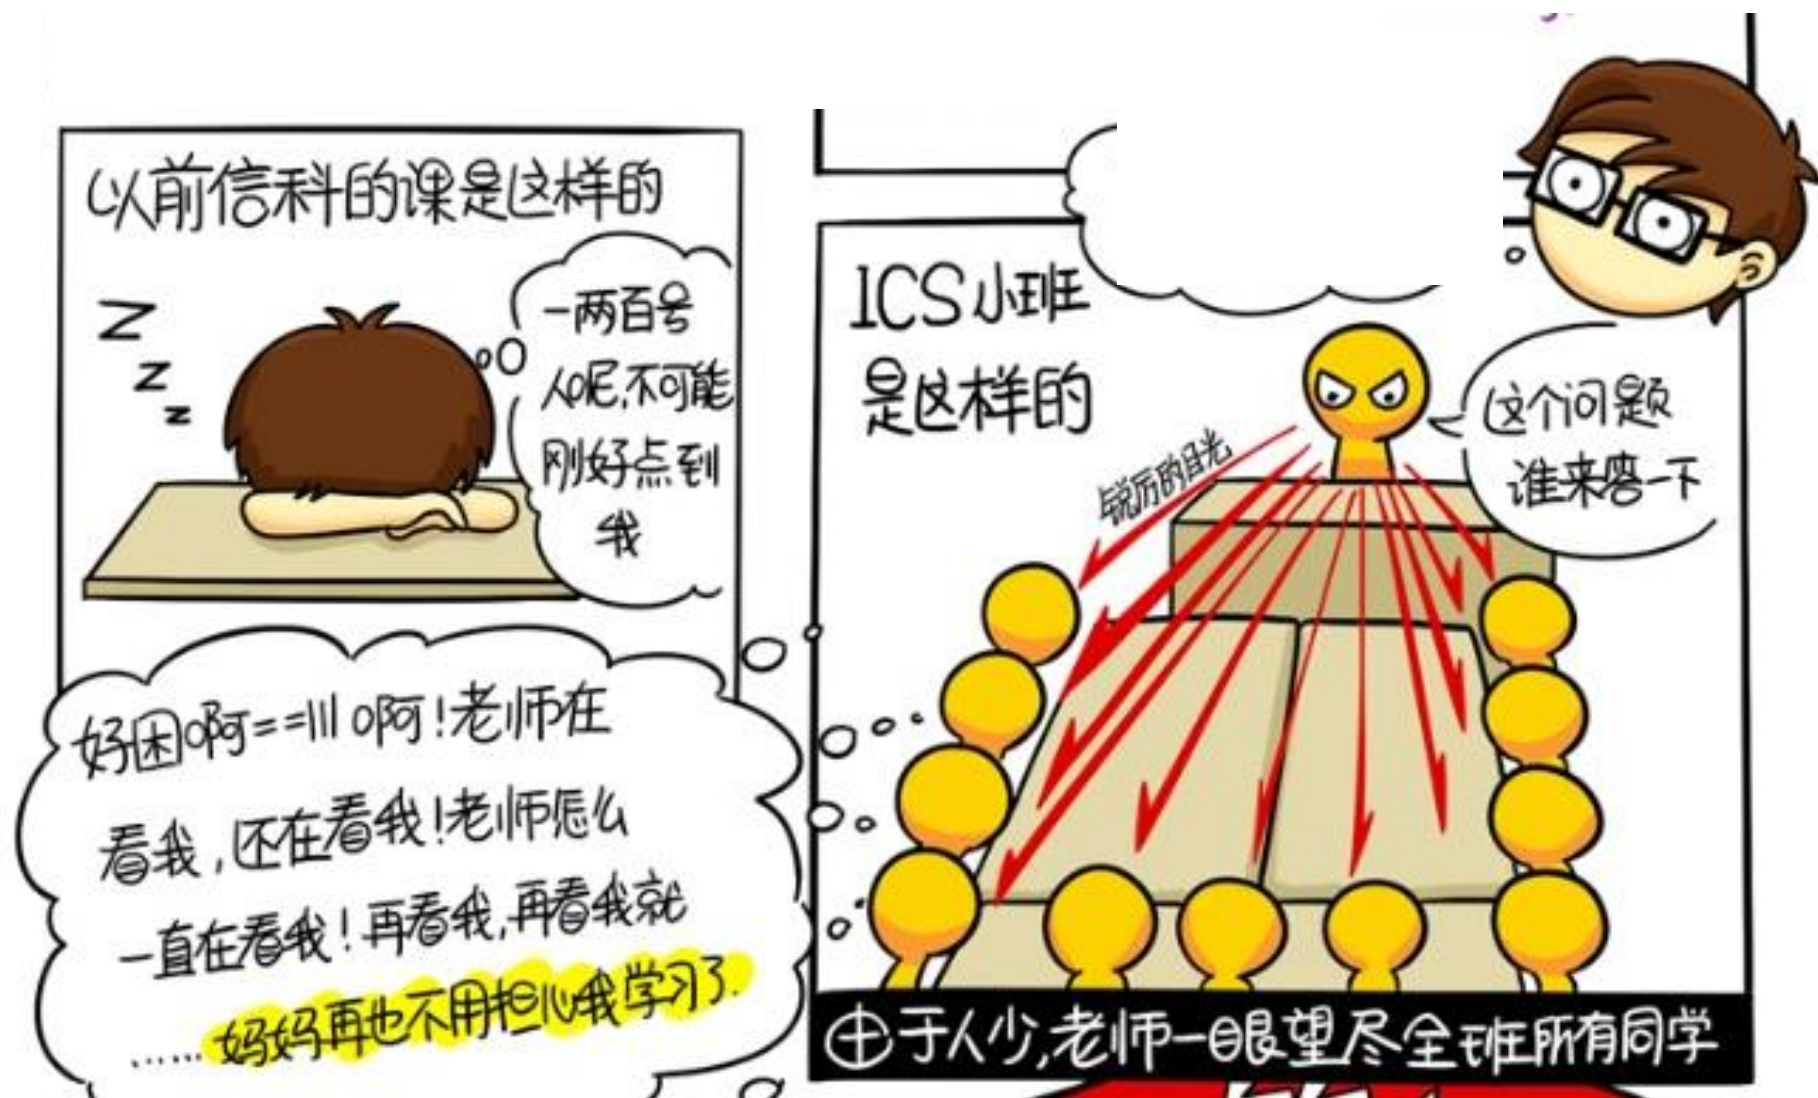 以前信科的课是这样的
z
z
z
一两百号
人呢,不可能
刚好点到
我
好困啊==|||啊!老师在
看我,还在看我!老师怎么
一直在看我!再看我,再看我就
......妈妈再也不用担心我学习了.
ICS小班
是这样的
这个问题
谁来答一下
锐厉的目光
由于人少,老师一眼望尽全班所有同学